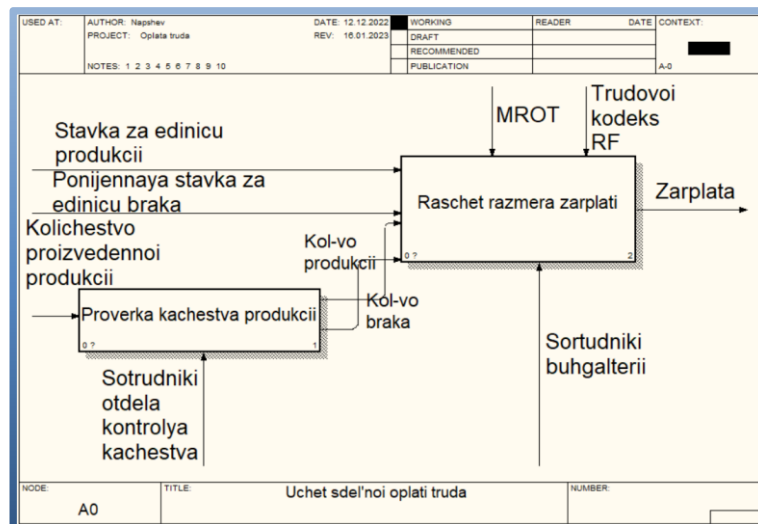 USED AT:
AUTHOR: Napshev
DATE: 12.12.2022
WORKING
READER
DATE
CONTEXT:
PROJECT: Oplata truda
REV: 16.01.2023
DRAFT
RECOMMENDED
NOTES: 1 2 3 4 5 6 7 8 9 10
PUBLICATION
A-0
MROT
Trudovoi
kodeks
RF
Stavka za edinicu
produkcii
Ponijennaya stavka za
edinicu braka
Raschet razmera zarplati
0 ?
2
Zarplata
Kolichestvo
proizvedennoi
produkcii
Kol-vo
produkcii
Kol-vo
braka
Proverka kachestva produkcii
0 ?
1
Sotrudniki
otdela
kontrolya
kachestva
Sortudniki
buhgalterii
NODE:
A0
TITLE:
Uchet sdel'noi oplati truda
NUMBER: